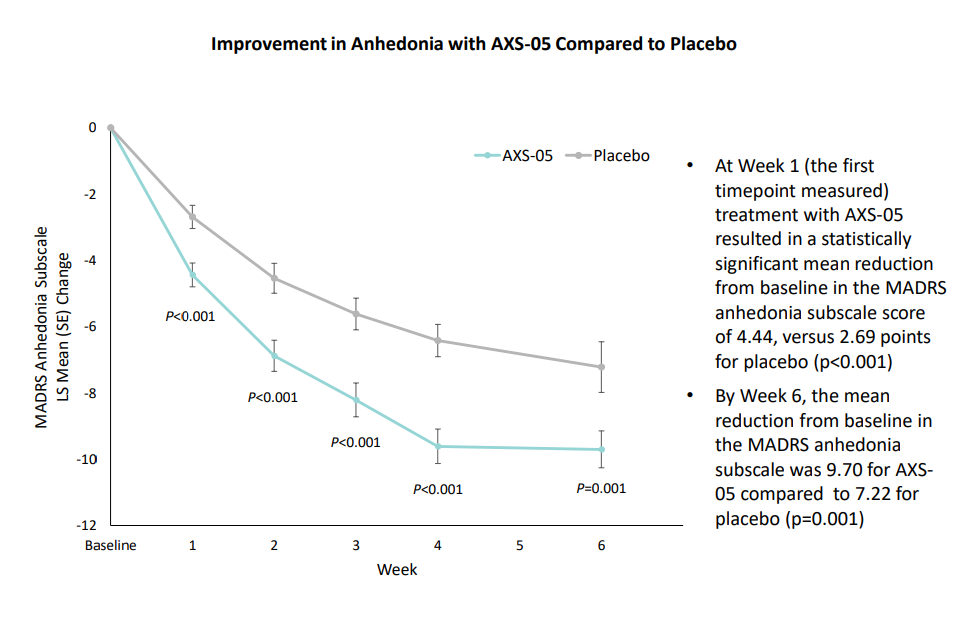 Improvement in Anhedonia with AXS-05 Compared to Placebo
MADRS Anhedonia Subscale
LS Mean (SE) Change
0
-2
-4
-6
-8
-10
-12
AXS-05
Placebo
P<0.001
P<0.001
P<0.001
P<0.001
P=0.001
Baseline
1
2
3
4
5
6
Week
• At Week 1 (the first
timepoint measured)
treatment with AXS-05
resulted in a statistically
significant mean reduction
from baseline in the MADRS
anhedonia subscale score
of 4.44, versus 2.69 points
for placebo (p<0.001)
• By Week 6, the mean
reduction from baseline in
the MADRS anhedonia
subscale was 9.70 for AXS-
05 compared  to 7.22 for
placebo (p=0.001)